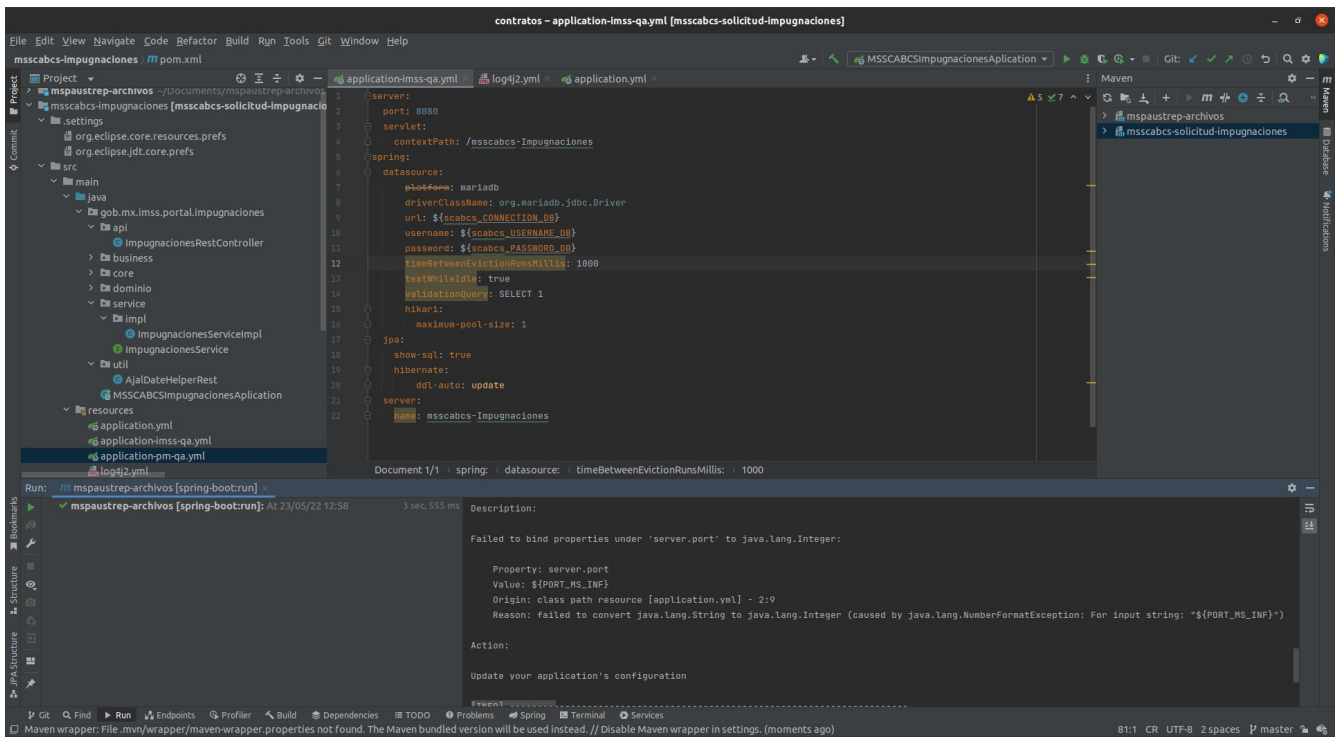 contratos – application-imss-qa.yml [msscabcs-solicitud-impugnaciones]
File Edit View Navigate Code Refactor Build Run Tools Git Window Help
msscabcs-impugnaciones m pom.xml
MSSCABCSImpugnacionesAplication Git:
Project
application-imss-qa.yml log4j2.yml application.yml
Maven
mspaustrep-archivos ~/Documents/mspaustrep-archivos
msscabcs-impugnaciones [msscabcs-solicitud-impugnacio
.settings
org.eclipse.core.resources.prefs
org.eclipse.jdt.core.prefs
src
main
java
gob.mx.imss.portal.impugnaciones
api
ImpugnacionesRestController
business
core
dominio
service
impl
ImpugnacionesServiceImpl
ImpugnacionesService
util
AjalDateHelperRest
MSSCABCSImpugnacionesAplication
resources
application.yml
application-imss-qa.yml
application-pm-qa.yml
log4j2.yml
1 server:
2 port: 8080
3 servlet:
4 contextPath: /msscabcs-Impugnaciones
5 spring:
6 datasource:
7 platform: mariadb
8 driverClassName: org.mariadb.jdbc.Driver
9 url: ${scabcs_CONNECTION_DB}
10 username: ${scabcs_USERNAME_DB}
11 password: ${scabcs_PASSWORD_DB}
12 timeBetweenEvictionRunsMillis: 1000
13 testWhileIdle: true
14 validationQuery: SELECT 1
15 hikari:
16 maximum-pool-size: 1
17 jpa:
18 show-sql: true
19 hibernate:
20 ddl-auto: update
21 server:
22 name: msscabcs-Impugnaciones
5 7
Document 1/1 spring: datasource: timeBetweenEvictionRunsMillis: 1000
mspaustrep-archivos
msscabcs-solicitud-impugnaciones
Project
Commit
Bookmarks
Structure
JPA Structure
Maven
Database
Notifications
Run: m mspaustrep-archivos [spring-boot:run]
mspaustrep-archivos [spring-boot:run]: At 23/05/22 12:58 3 sec, 555 ms
Description:
Failed to bind properties under 'server.port' to java.lang.Integer:
Property: server.port
Value: ${PORT_MS_INF}
Origin: class path resource [application.yml] - 2:9
Reason: failed to convert java.lang.String to java.lang.Integer (caused by java.lang.NumberFormatException: For input string: "${PORT_MS_INF}")
Action:
Update your application's configuration
[INFO] ------------------------------------------------------------------------
Git Find Run Endpoints Profiler Build Dependencies TODO Problems Spring Terminal Services
Maven wrapper: File .mvn/wrapper/maven-wrapper.properties not found. The Maven bundled version will be used instead. // Disable Maven wrapper in settings. (moments ago) 81:1 CR UTF-8 2 spaces master